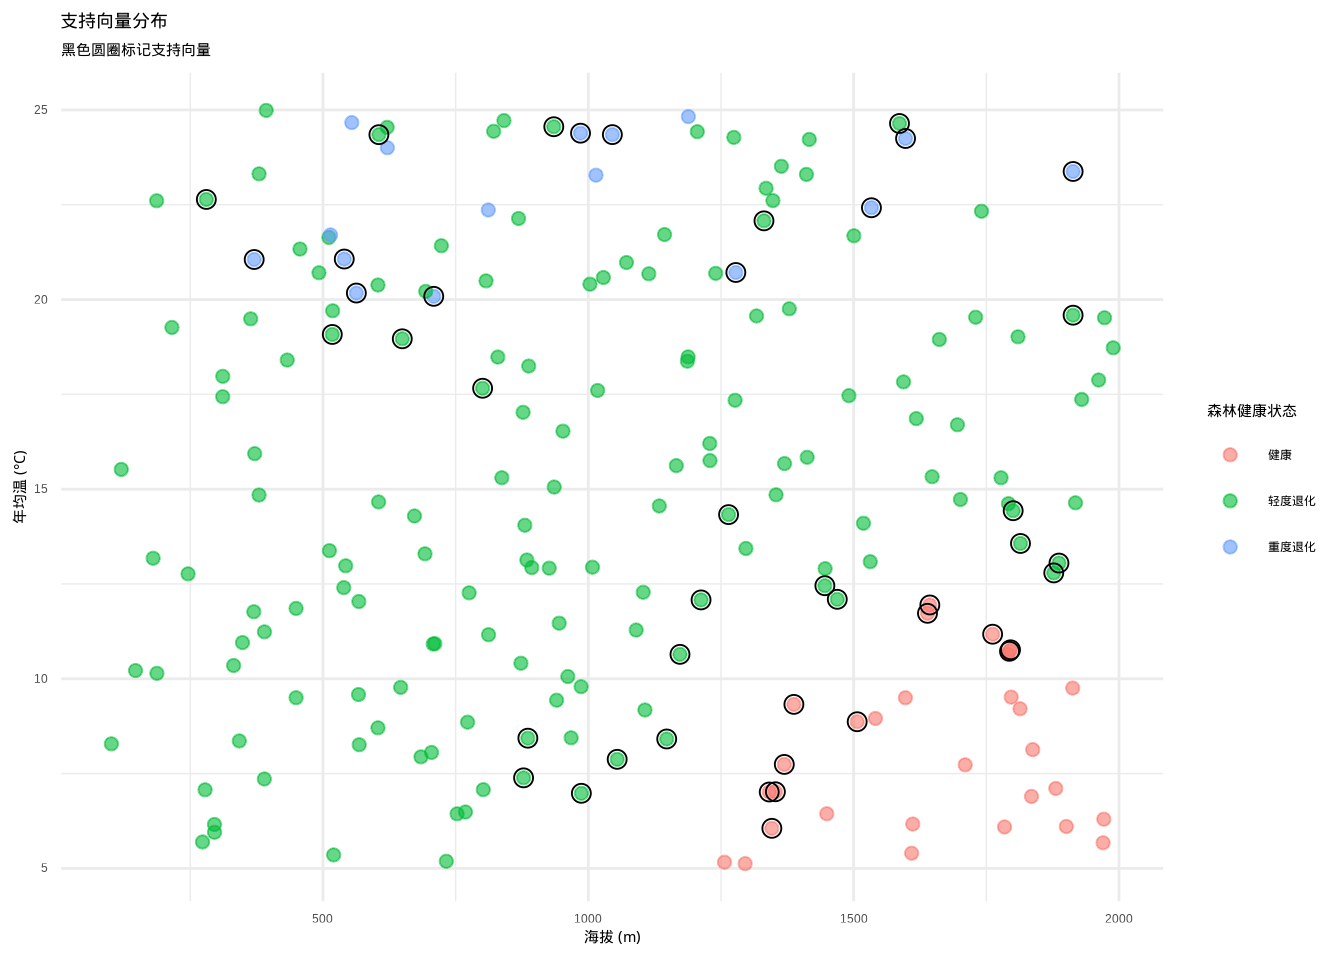 支持向量分布
黑色圆圈标记支持向量
25
20
15
10
5
年均温 (°C)
500
1000
1500
2000
海拔 (m)
森林健康状态
健康
轻度退化
重度退化